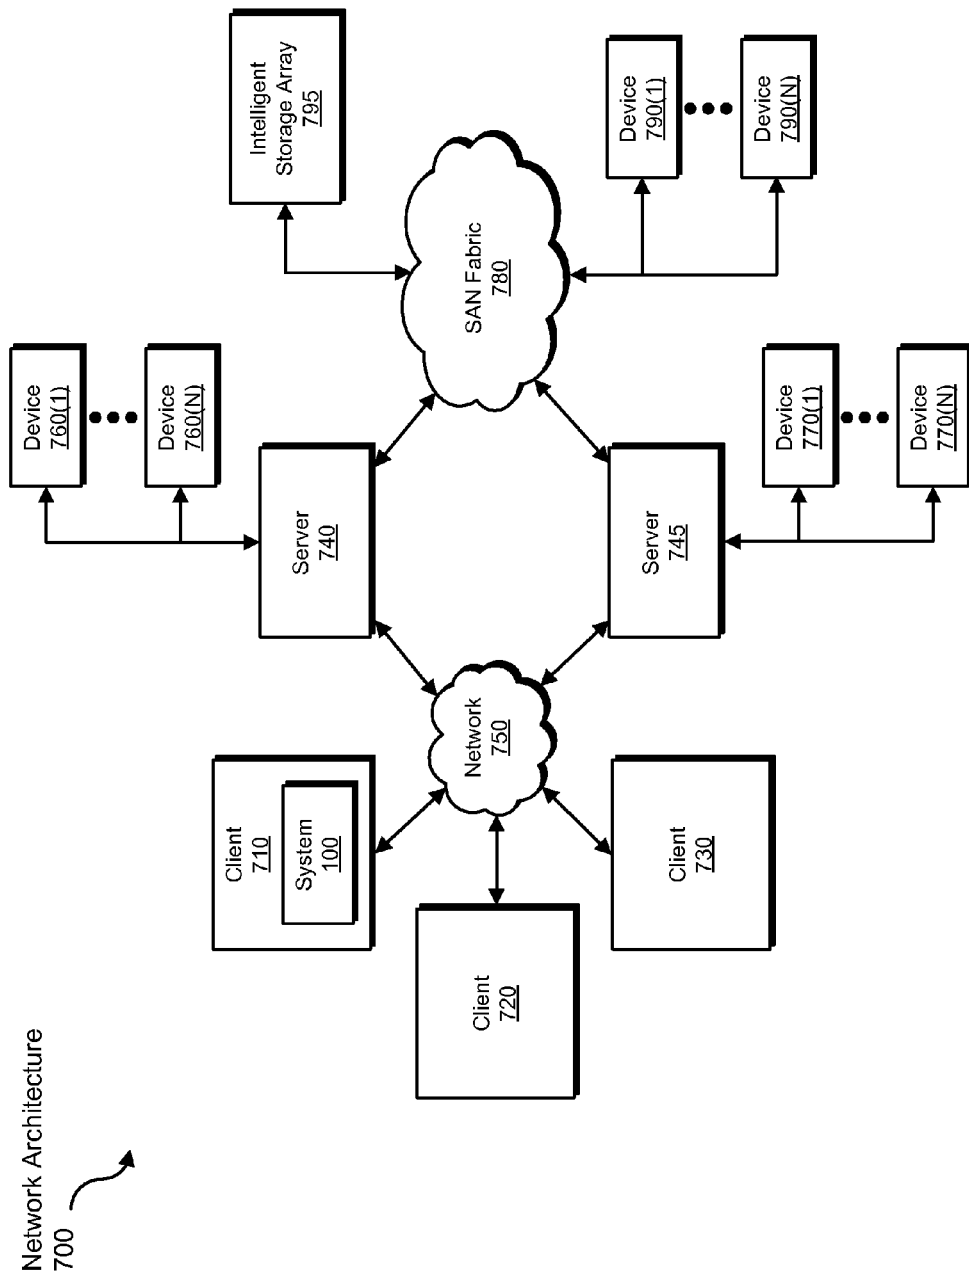 Network Architecture
700
Client
710
System
100
Client
720
Client
730
Network
750
Server
740
Server
745
Device
760(1)
Device
760(N)
Device
770(1)
Device
770(N)
SAN Fabric
780
Intelligent
Storage Array
795
Device
790(1)
Device
790(N)